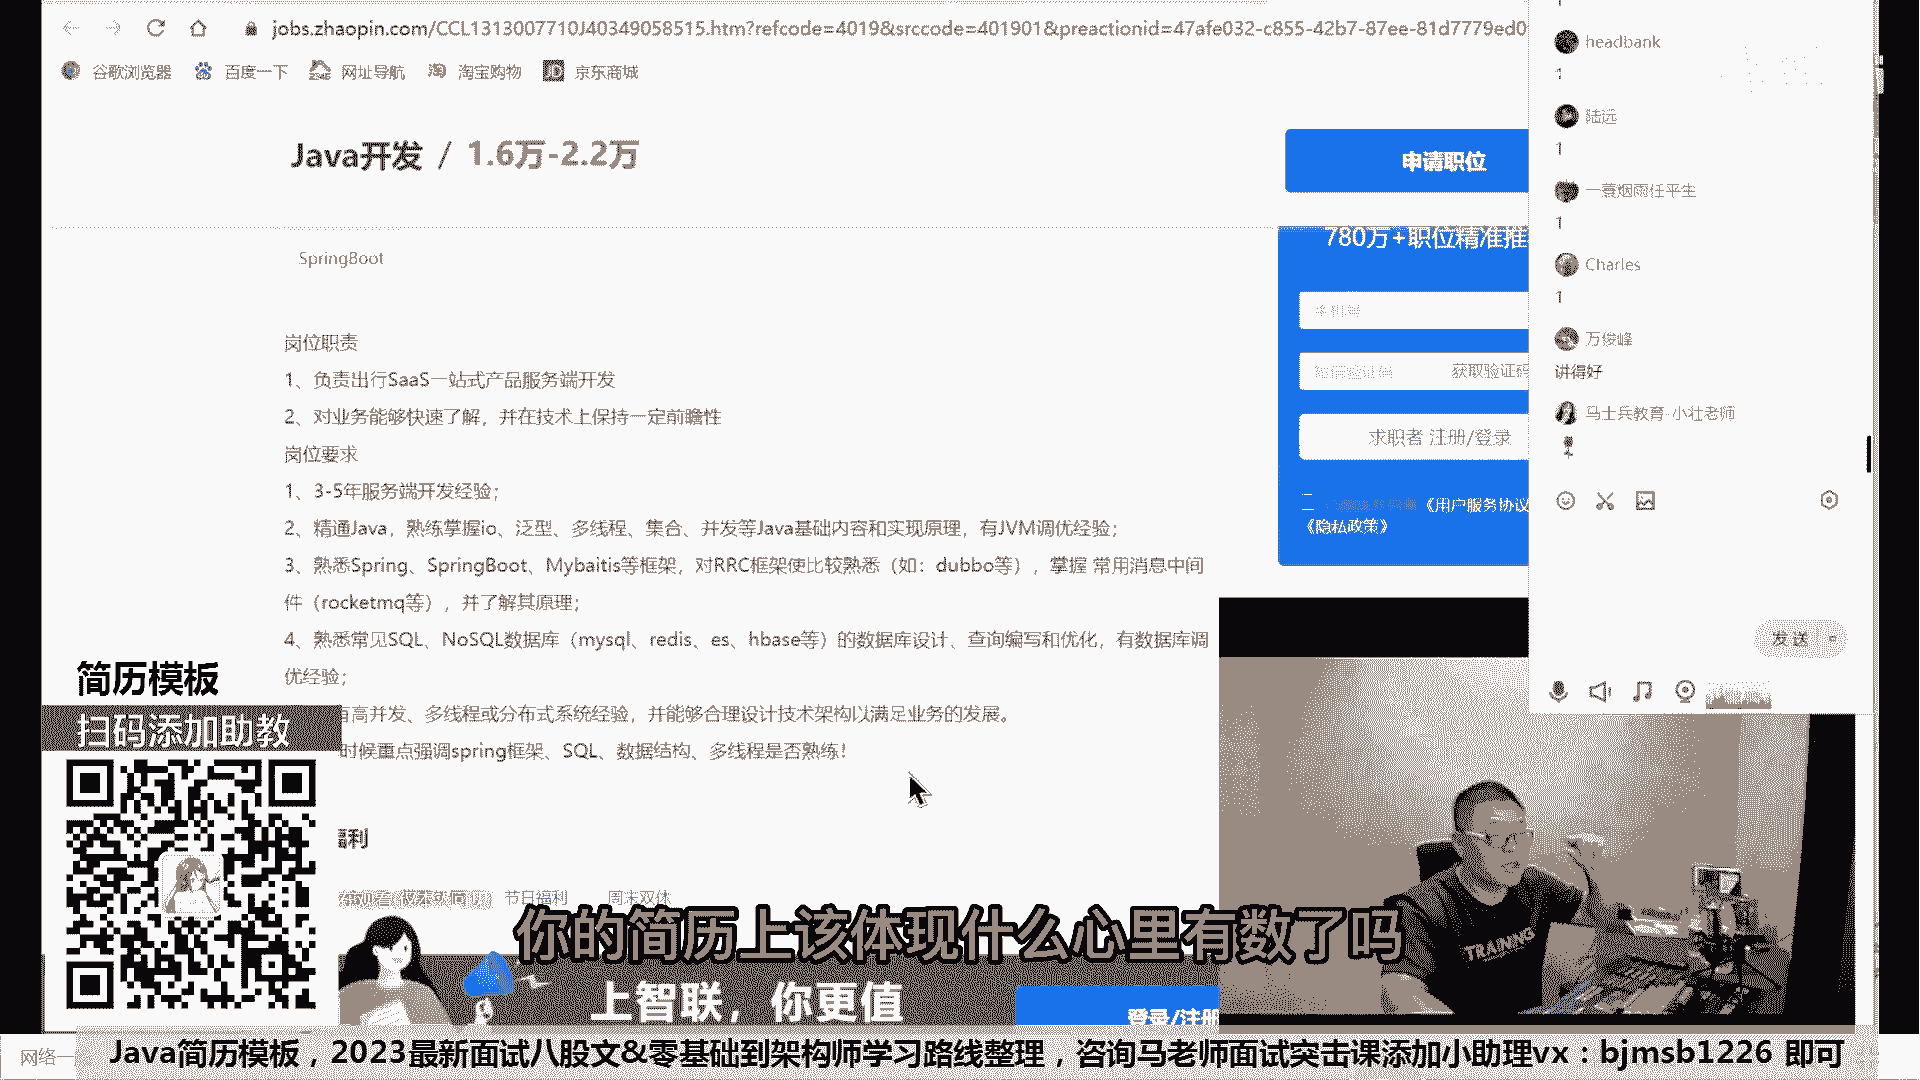 jobs.zhaopin.com/CCL1313007710J40349058515.htm?refcode=4019&srccode=401901&preactionid=47afe032-c855-42b7-87ee-81d7779ed0
谷歌浏览器 百度一下 网址导航 淘宝购物 京东商城
Java开发 / 1.6万-2.2万
申请职位
SpringBoot
岗位职责
1、负责出行SaaS一站式产品服务端开发
2、对业务能够快速了解，并在技术上保持一定前瞻性
岗位要求
1、3-5年服务端开发经验；
2、精通Java，熟练掌握io、泛型、多线程、集合、并发等Java基础内容和实现原理，有JVM调优经验；
3、熟悉Spring、SpringBoot、Mybaitis等框架，对RRC框架使比较熟悉（如：dubbo等），掌握 常用消息中间
件（rocketmq等），并了解其原理；
4、熟悉常见SQL、NoSQL数据库（mysql、redis、es、hbase等）的数据库设计、查询编写和优化，有数据库调
优经验；
有高并发、多线程或分布式系统经验，并能够合理设计技术架构以满足业务的发展。
时候重点强调spring框架、SQL、数据结构、多线程是否熟练！
福利
节日福利 周末双休
780万+职位精准推
手机号
短信验证码 获取验证码
求职者 注册/登录
《用户服务协议
《隐私政策》
1
headbank
1
陆远
1
一蓑烟雨任平生
1
Charles
1
万俊峰
讲得好
马士兵教育-小壮老师
发送
简历模板
扫码添加助教
TRAINING
你的简历上该体现什么心里有数了吗
上智联，你更值
登录/注册
网络一
Java简历模板，2023最新面试八股文&零基础到架构师学习路线整理，咨询马老师面试突击课添加小助理vx：bjmsb1226 即可